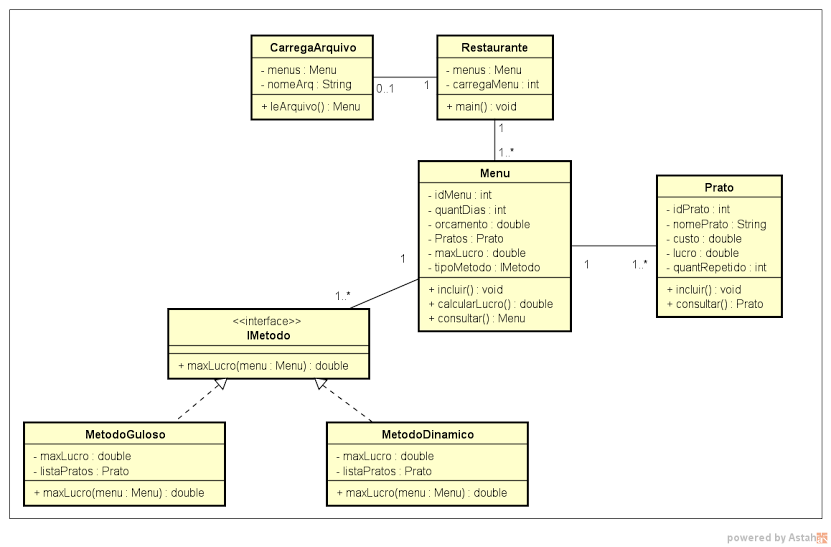 CarregaArquivo
- menus : Menu
- nomeArq : String
+ leArquivo() : Menu
0..1
1
Restaurante
- menus : Menu
- carregaMenu : int
+ main() : void
1
1..*
Menu
- idMenu : int
- quantDias : int
- orcamento : double
- Pratos : Prato
- maxLucro : double
- tipoMetodo : IMetodo
+ incluir() : void
+ calcularLucro() : double
+ consultar() : Menu
1
1..*
Prato
- idPrato : int
- nomePrato : String
- custo : double
- lucro : double
- quantRepetido : int
+ incluir() : void
+ consultar() : Prato
1
1..*
<<interface>>
IMetodo
+ maxLucro(menu : Menu) : double
MetodoGuloso
- maxLucro : double
- listaPratos : Prato
+ maxLucro(menu : Menu) : double
MetodoDinamico
- maxLucro : double
- listaPratos : Prato
+ maxLucro(menu : Menu) : double
powered by Astah